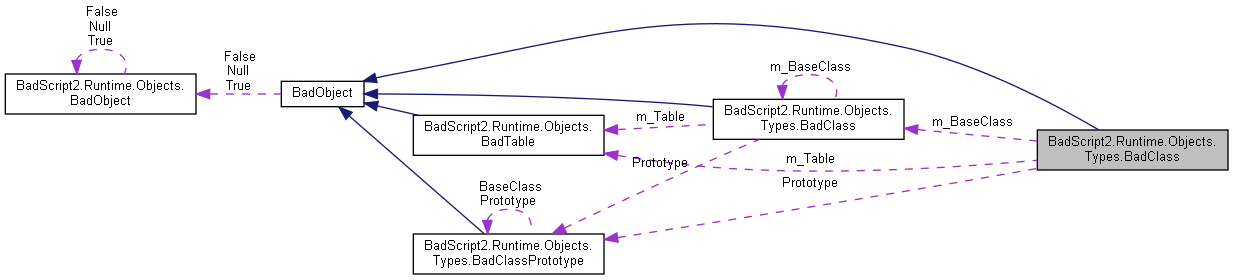 False
Null
True
BadScript2.Runtime.Objects.
BadObject
False
Null
True
BadObject
BadScript2.Runtime.Objects.
BadTable
BaseClass
Prototype
BadScript2.Runtime.Objects.
Types.BadClassPrototype
m_Table
Prototype
m_BaseClass
BadScript2.Runtime.Objects.
Types.BadClass
m_BaseClass
m_Table
Prototype
BadScript2.Runtime.Objects.
Types.BadClass